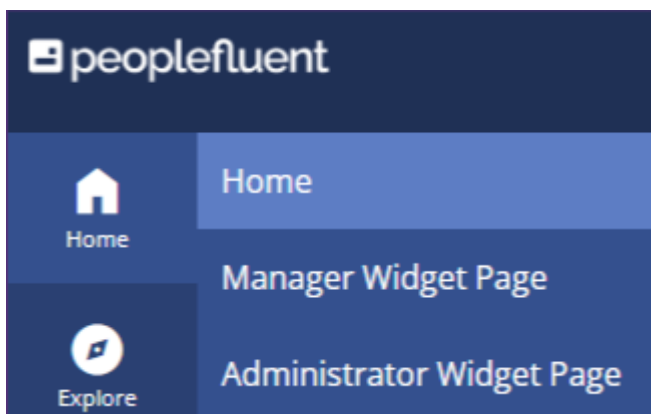 peoplefluent
Home
Home
Manager Widget Page
Explore
Administrator Widget Page